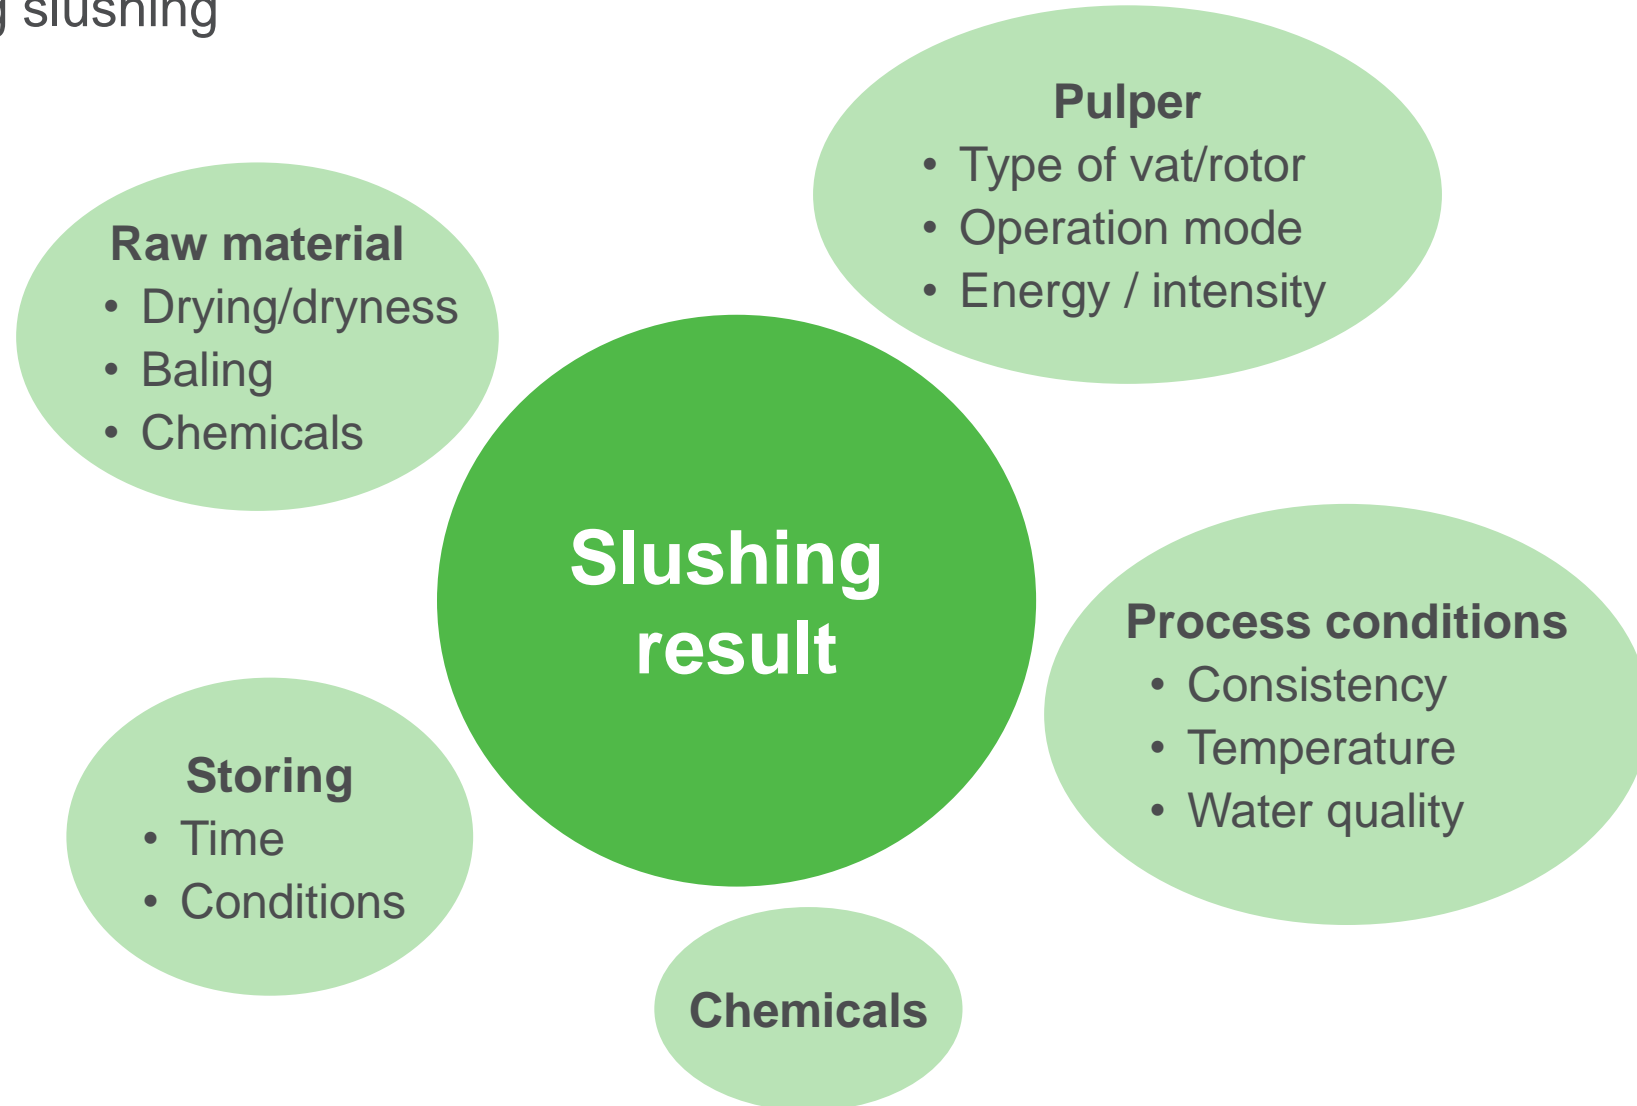 slushing
Pulper
• Type of vat/rotor
• Operation mode
• Energy / intensity
Raw material
• Drying/dryness
• Baling
• Chemicals
Slushing
result
Process conditions
• Consistency
• Temperature
• Water quality
Storing
• Time
• Conditions
Chemicals